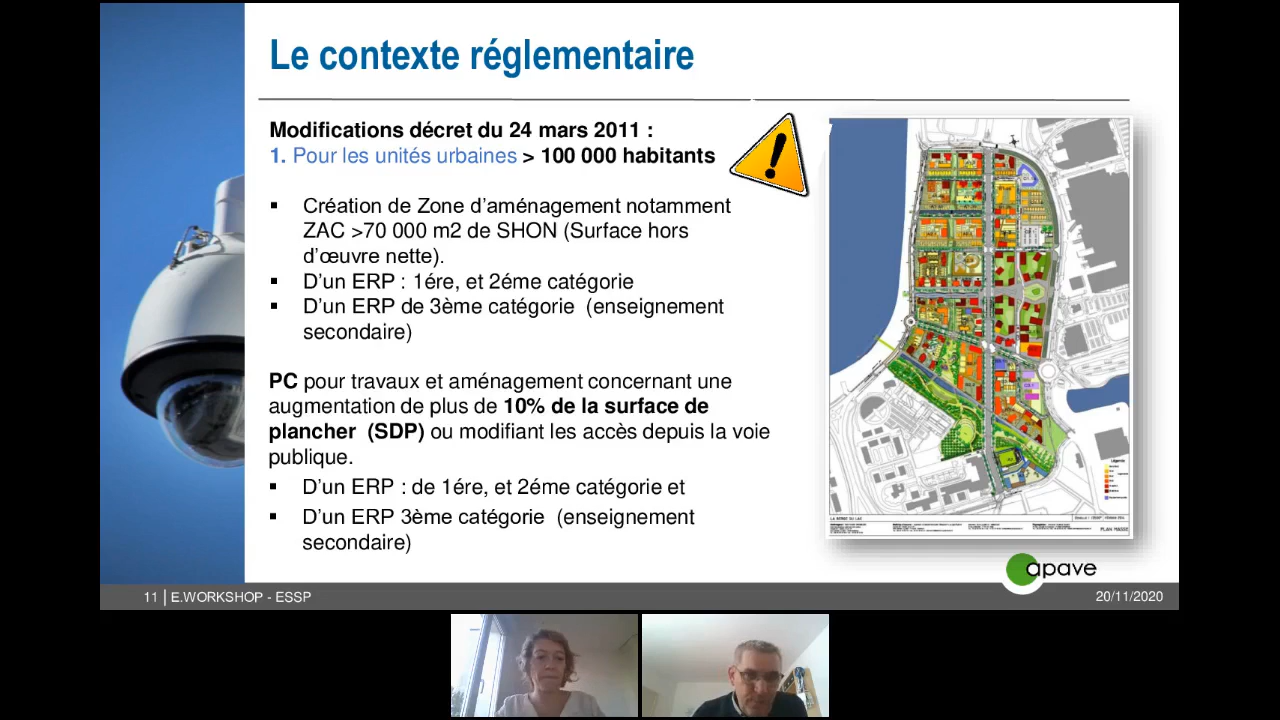 Le contexte réglementaire
Modifications décret du 24 mars 2011 :
1. Pour les unités urbaines > 100 000 habitants
▪ Création de Zone d'aménagement notamment
ZAC >70 000 m2 de SHON (Surface hors
d'œuvre nette).
▪ D'un ERP : 1ére, et 2éme catégorie
▪ D'un ERP de 3ème catégorie (enseignement
secondaire)
PC pour travaux et aménagement concernant une
augmentation de plus de 10% de la surface de
plancher (SDP) ou modifiant les accès depuis la voie
publique.
▪ D'un ERP : de 1ére, et 2éme catégorie et
▪ D'un ERP 3ème catégorie (enseignement
secondaire)
PLAN MASSE
apave
11 | E.WORKSHOP - ESSP
20/11/2020